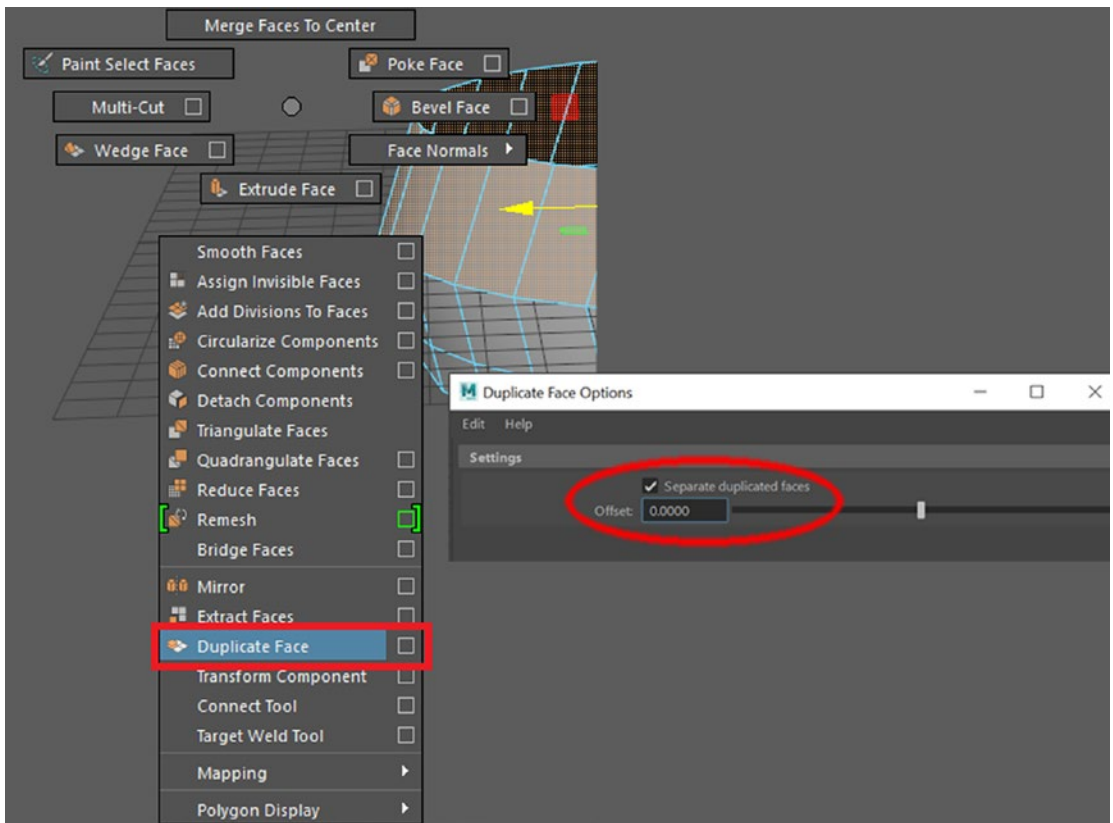 Merge Faces To Center
Paint Select Faces
Poke Face
Multi-Cut
Bevel Face
Wedge Face
Face Normals
Extrude Face
Smooth Faces
Assign Invisible Faces
Add Divisions To Faces
Circularize Components
Connect Components
Detach Components
Triangulate Faces
Quadrangulate Faces
Reduce Faces
Remesh
Bridge Faces
Mirror
Extract Faces
Duplicate Face
Transform Component
Connect Tool
Target Weld Tool
Mapping
Polygon Display
M Duplicate Face Options
Edit Help
Settings
Separate duplicated faces
Offset: 0.0000